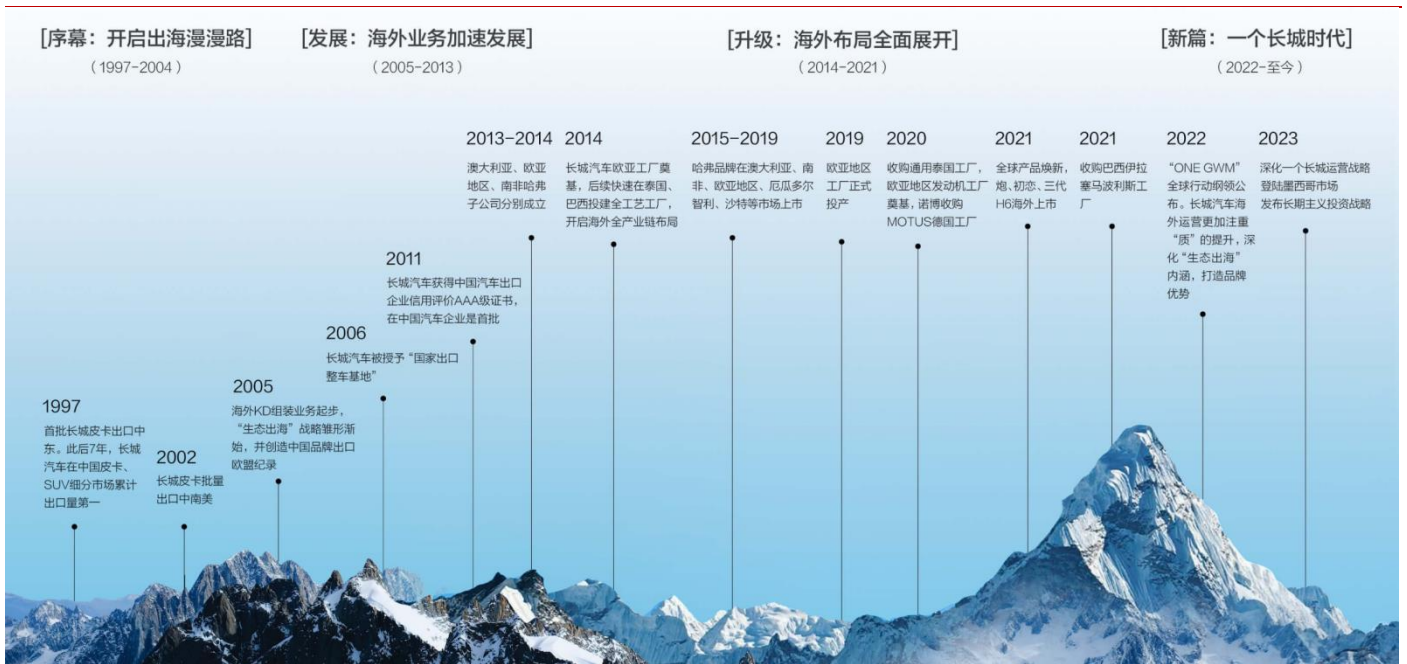 [序幕：开启出海漫漫路]
（1997-2004）
[发展：海外业务加速发展]
（2005-2013）
[升级：海外布局全面展开]
（2014-2021）
[新篇：一个长城时代]
（2022-至今）
1997
首批长城皮卡出口中
东。此后7年，长城
汽车在中国皮卡、
SUV细分市场累计
出口量第一
2002
长城皮卡批量
出口中南美
2005
海外KD组装业务起步，
“生态出海”战略雏形渐
始，并创造中国品牌出口
欧盟纪录
2006
长城汽车被授予“国家出口
整车基地”
2011
长城汽车获得中国汽车出口
企业信用评价AAA级证书，
在中国汽车企业是首批
2013-2014
澳大利亚、欧亚
地区、南非哈弗
子公司分别成立
2014
长城汽车欧亚工厂奠
基，后续快速在泰国、
巴西投建全工艺工厂，
开启海外全产业链布局
2015-2019
哈弗品牌在澳大利亚、南
非、欧亚地区、厄瓜多尔
智利、沙特等市场上市
2019
欧亚地区
工厂正式
投产
2020
收购通用泰国工厂，
欧亚地区发动机工厂
奠基，诺博收购
MOTUS德国工厂
2021
全球产品焕新，
炮、初恋、三代
H6海外上市
2021
收购巴西伊拉
塞马波利斯工
厂
2022
“ONE GWM”
全球行动纲领公
布。长城汽车海
外运营更加注重
“质”的提升，深
化“生态出海”
内涵，打造品牌
优势
2023
深化一个长城运营战略
登陆墨西哥市场
发布长期主义投资战略